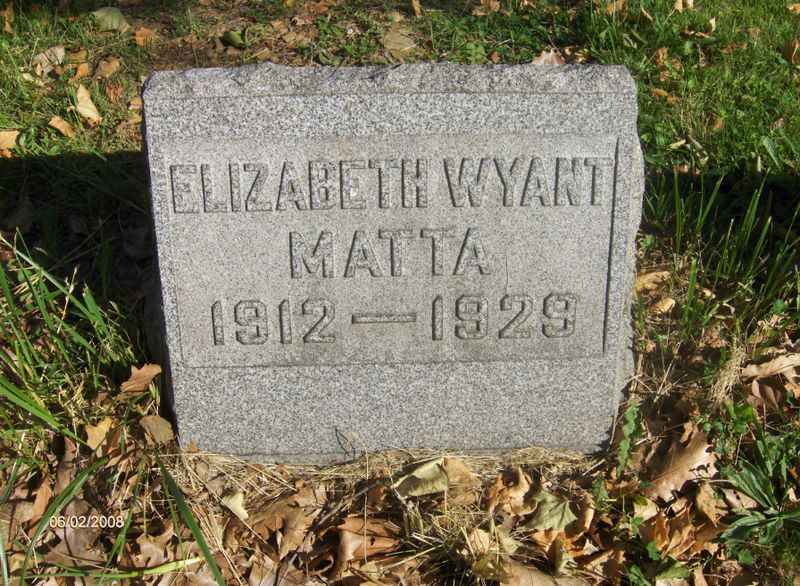 ELIZABETH WYANT
MATTA
1912 — 1929
06/02/2008